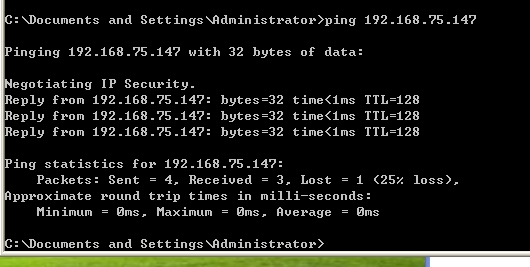 C:\Documents and Settings\Administrator>ping 192.168.75.147
Pinging 192.168.75.147 with 32 bytes of data:
Negotiating IP Security.
Reply from 192.168.75.147: bytes=32 time<1ms TTL=128
Reply from 192.168.75.147: bytes=32 time<1ms TTL=128
Reply from 192.168.75.147: bytes=32 time<1ms TTL=128
Ping statistics for 192.168.75.147:
    Packets: Sent = 4, Received = 3, Lost = 1 (25% loss),
Approximate round trip times in milli-seconds:
    Minimum = 0ms, Maximum = 0ms, Average = 0ms
C:\Documents and Settings\Administrator>